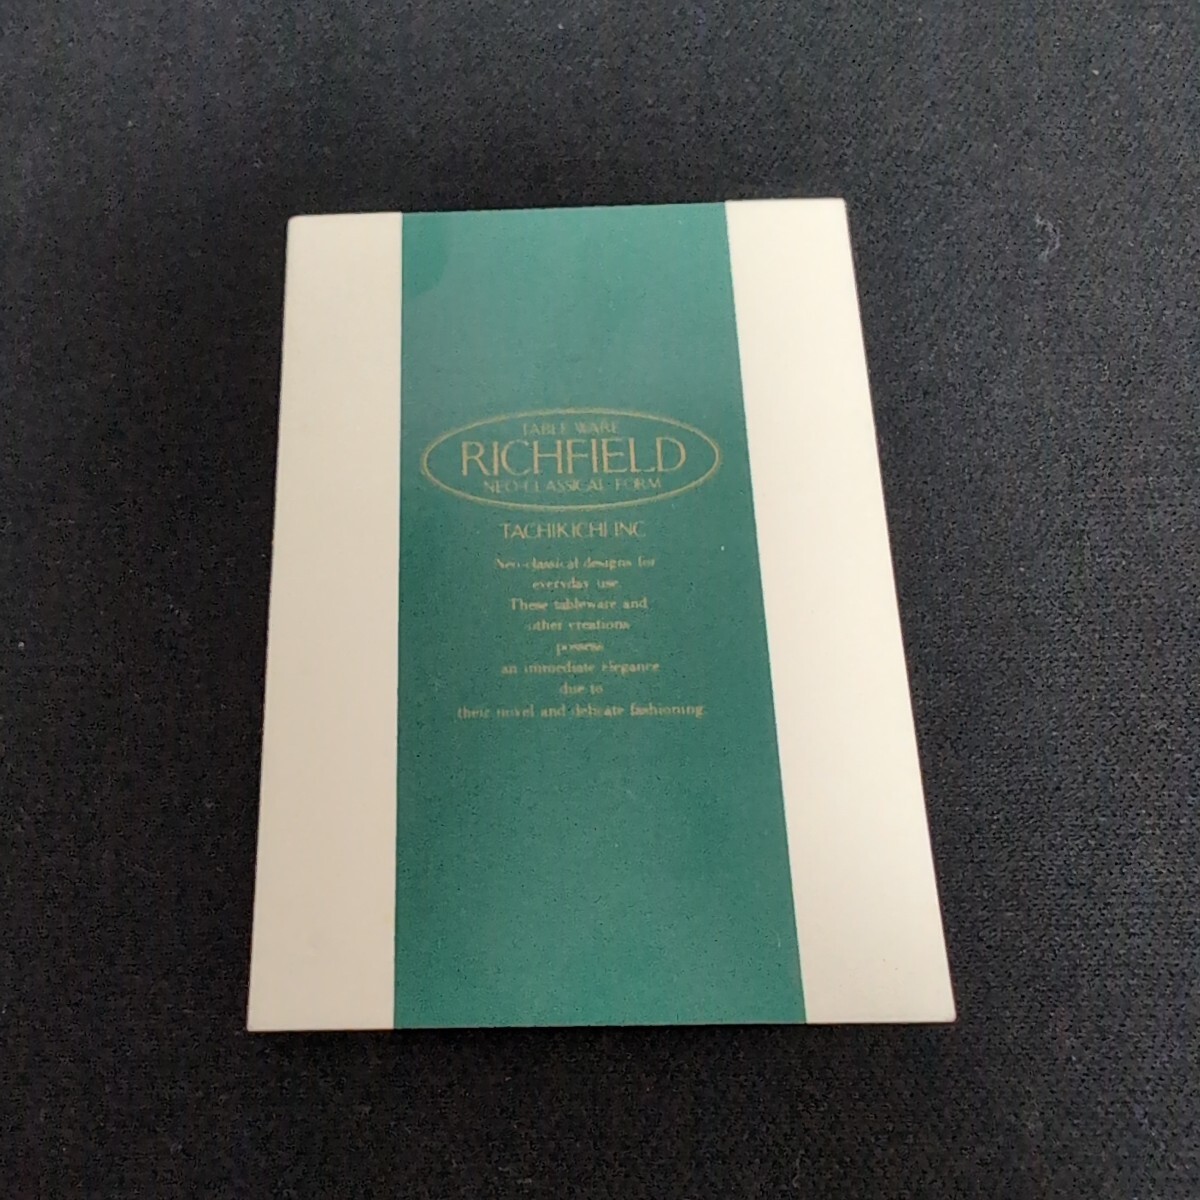 TABLE WARE
RICHFIELD
NEO-CLASSICAL FORM
TACHIKICHI INC
Neo-classical designs for
everyday use.
These tableware and
other creations
possess
an immediate elegance
due to
their novel and delicate fashioning.